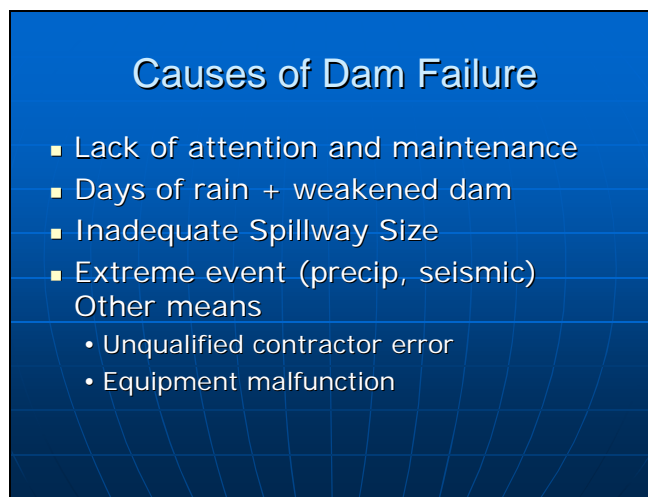 Causes of Dam Failure
▪ Lack of attention and maintenance
▪ Days of rain + weakened dam
▪ Inadequate Spillway Size
▪ Extreme event (precip, seismic)
Other means
• Unqualified contractor error
• Equipment malfunction